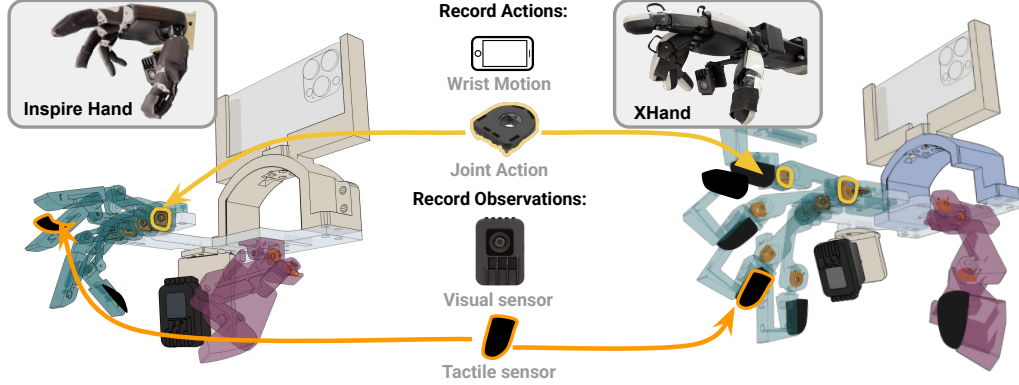 Record Actions:
Wrist Motion
Inspire Hand
XHand
Joint Action
Record Observations:
Visual sensor
Tactile sensor